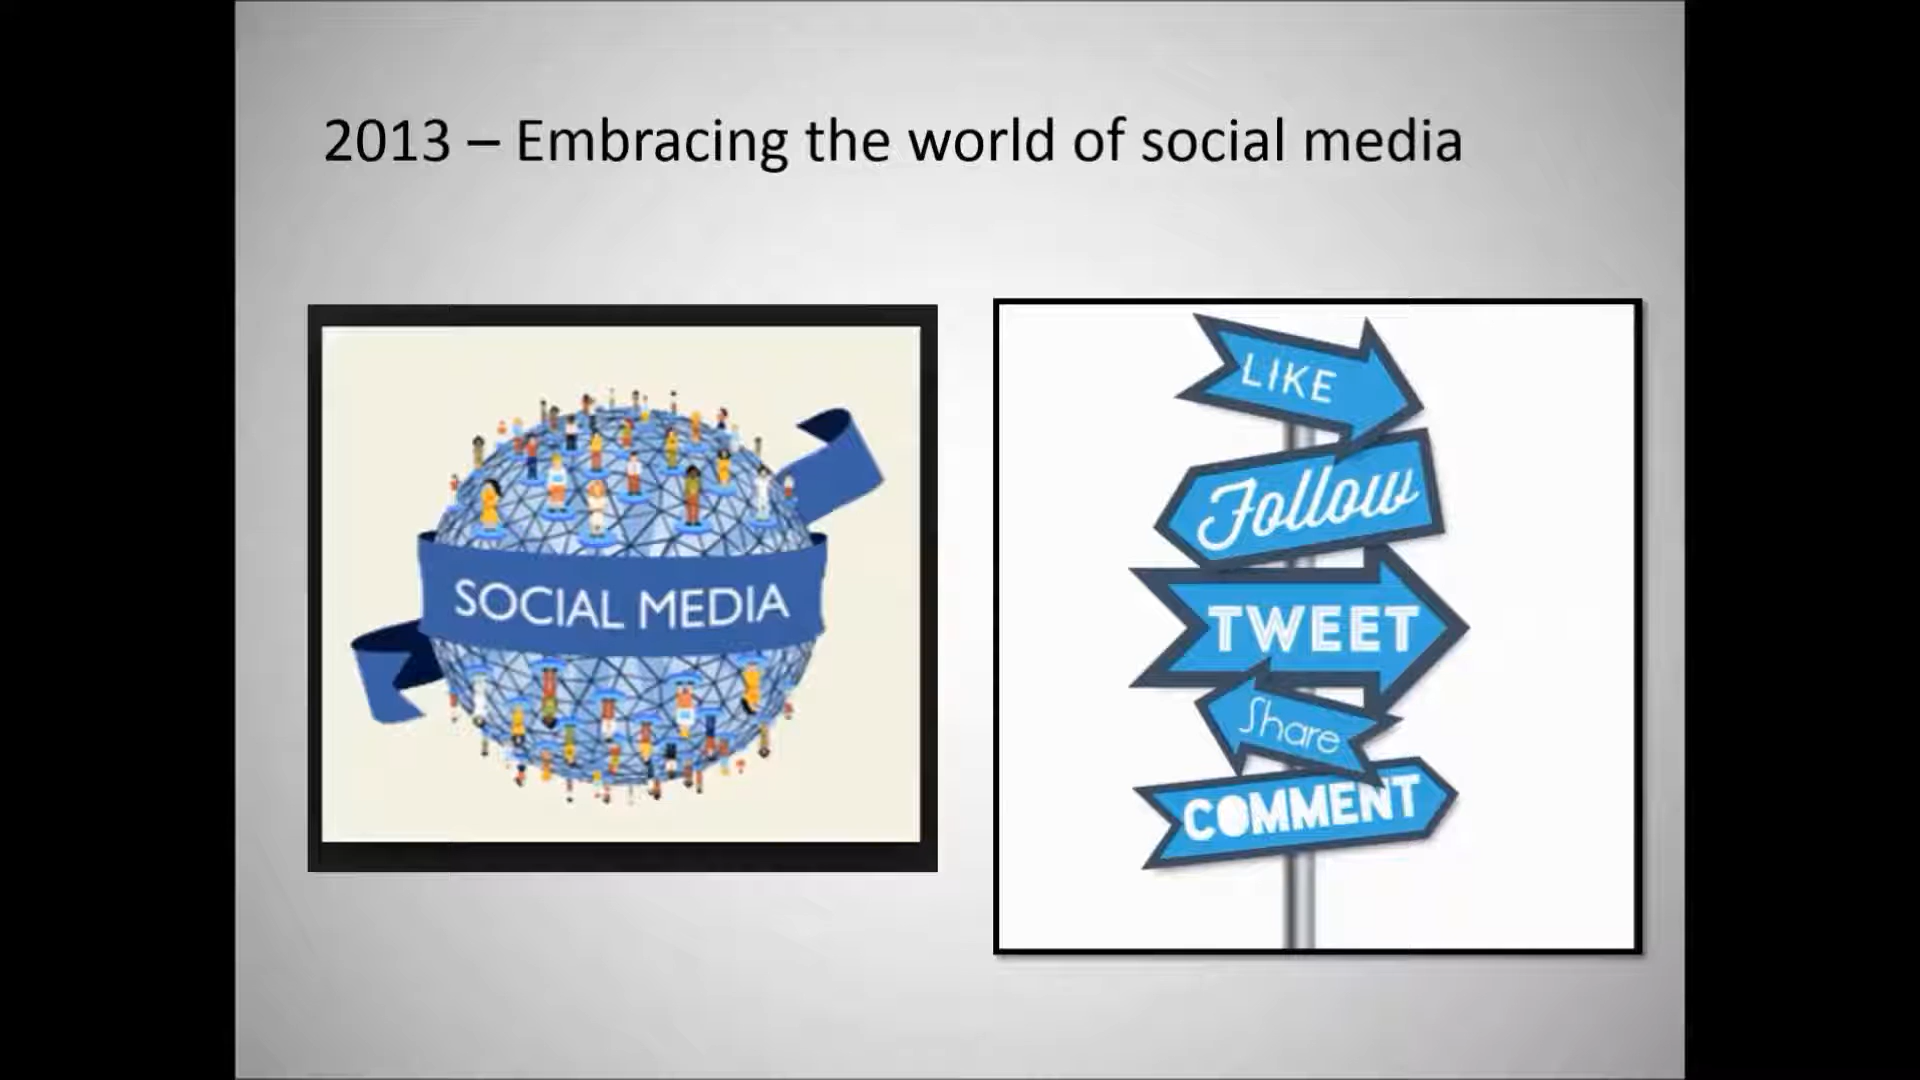 2013 – Embracing the world of social media
SOCIAL MEDIA
LIKE
Follow
TWEET
Share
COMMENT